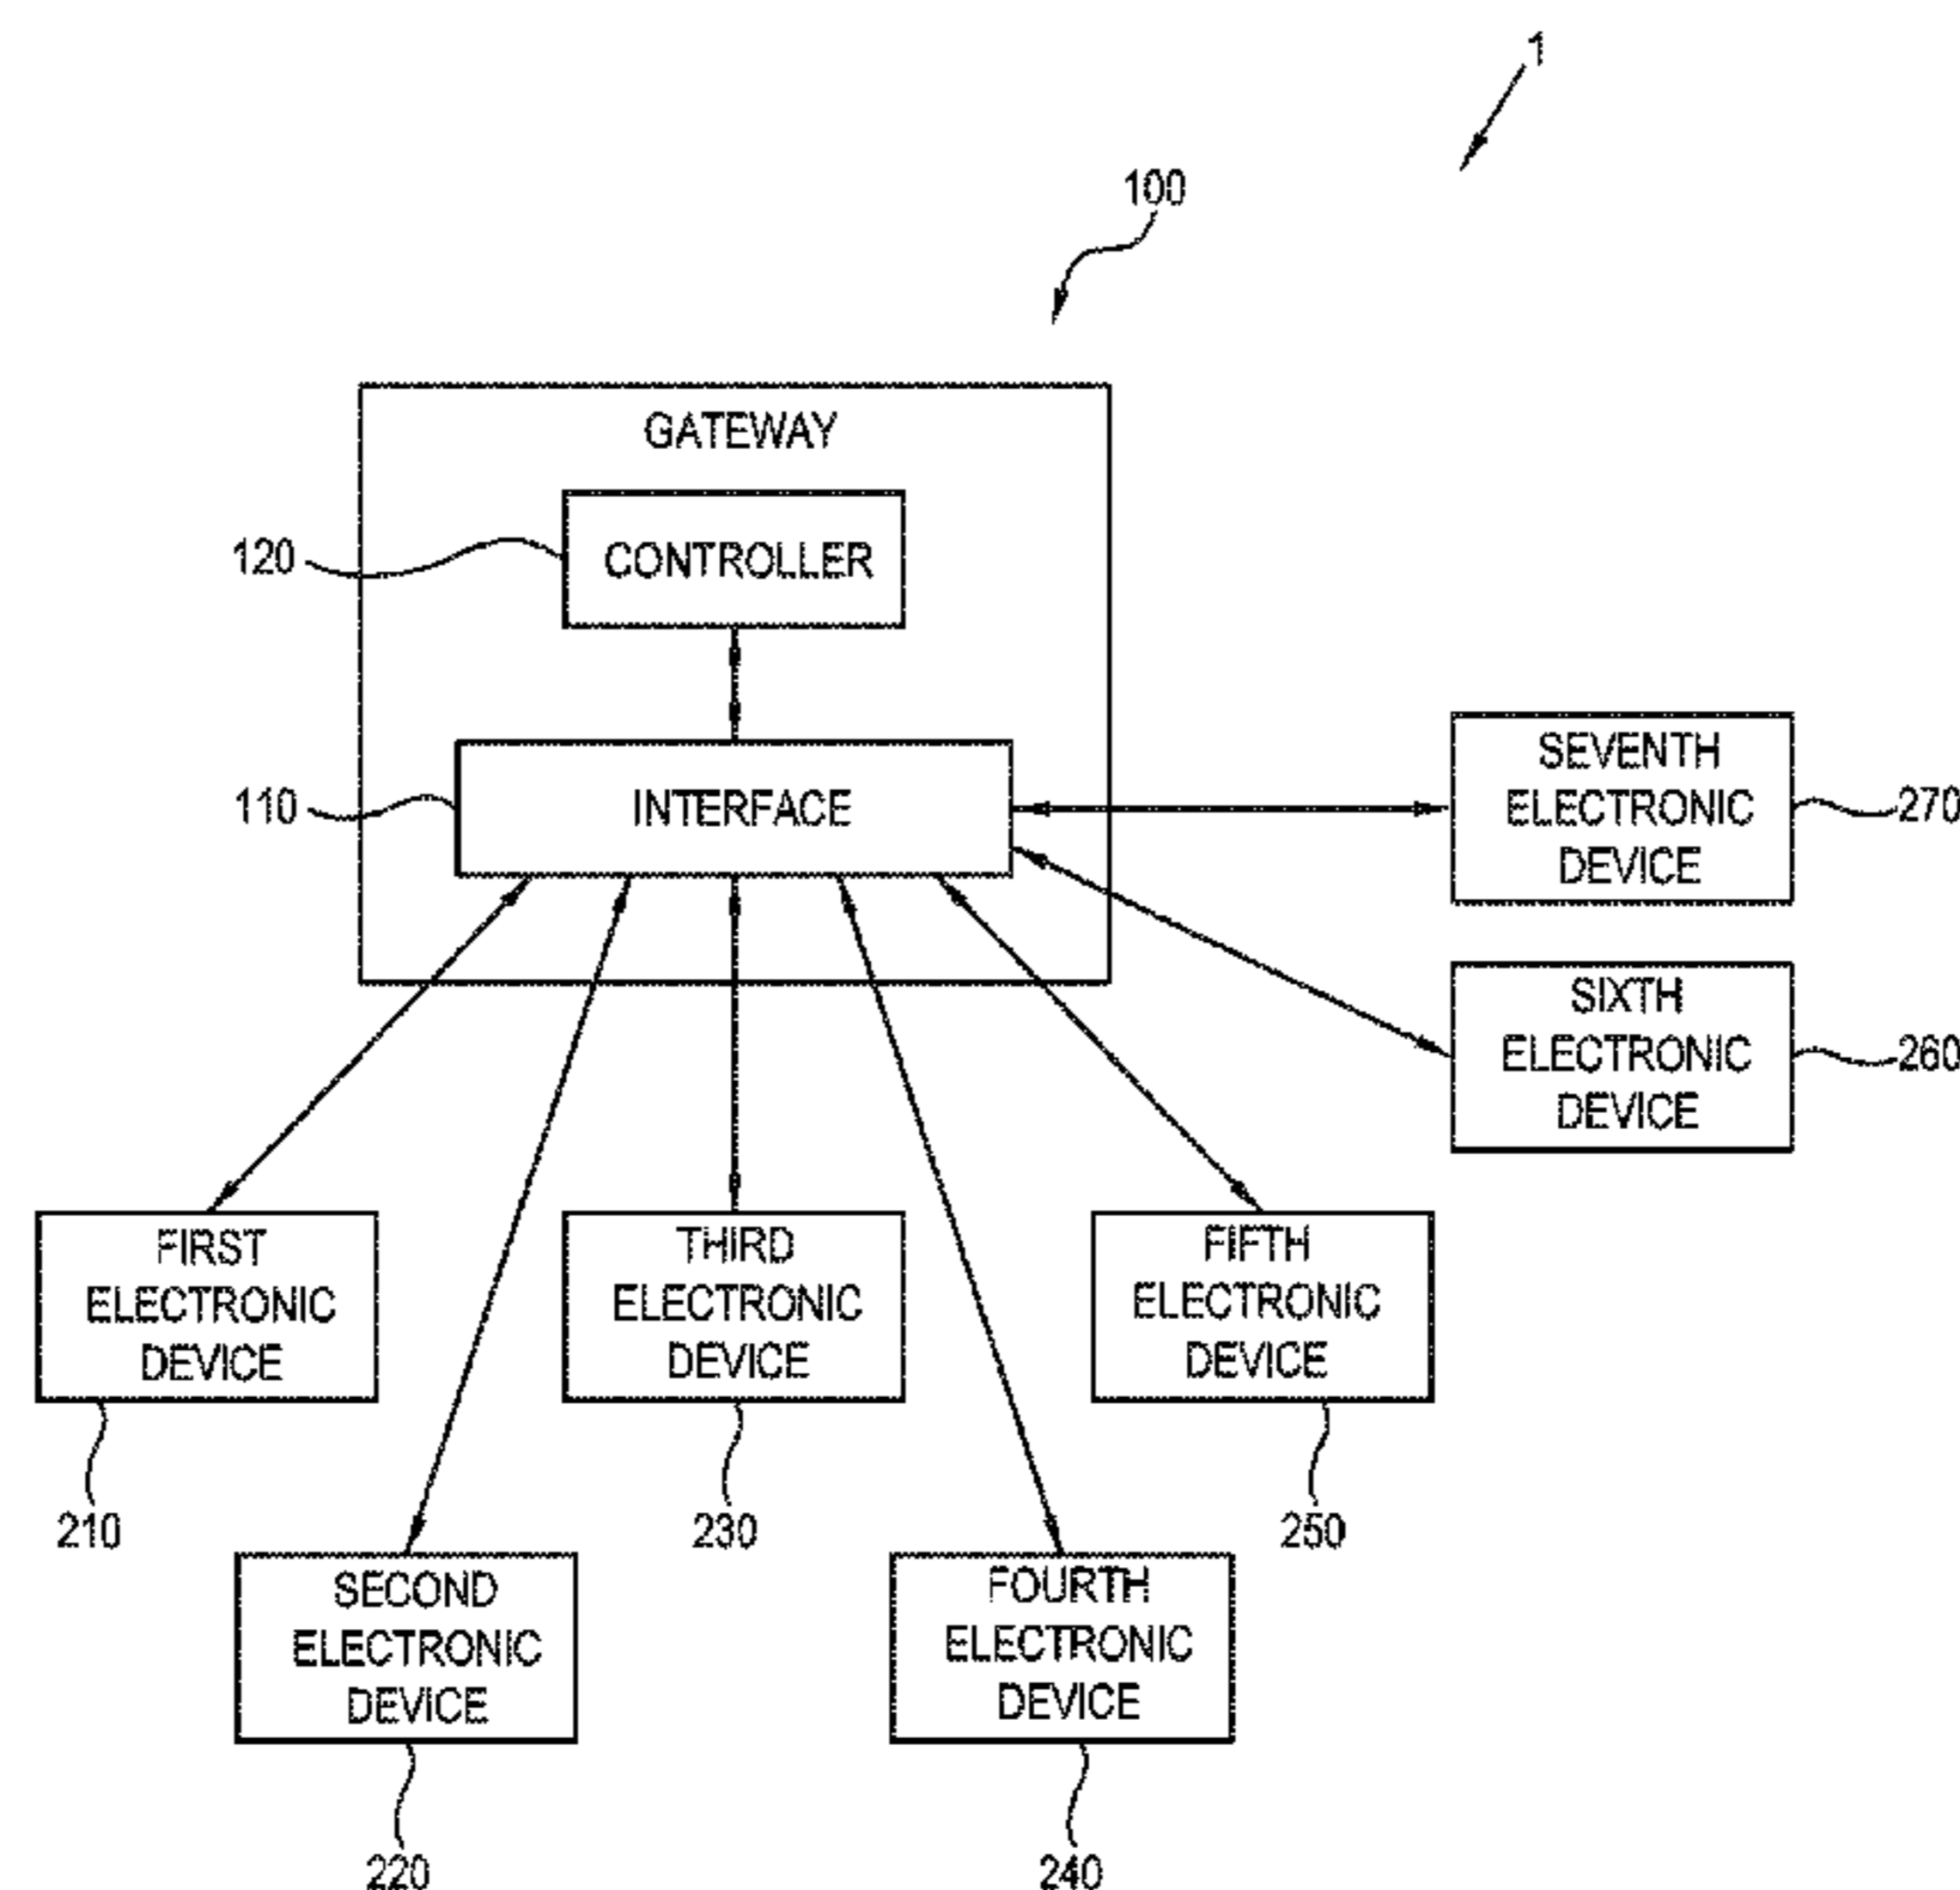 1
100
GATEWAY
120
CONTROLLER
110
INTERFACE
SEVENTH
ELECTRONIC
DEVICE
270
SIXTH
ELECTRONIC
DEVICE
260
FIRST
ELECTRONIC
DEVICE
210
THIRD
ELECTRONIC
DEVICE
230
FIFTH
ELECTRONIC
DEVICE
250
SECOND
ELECTRONIC
DEVICE
220
FOURTH
ELECTRONIC
DEVICE
240